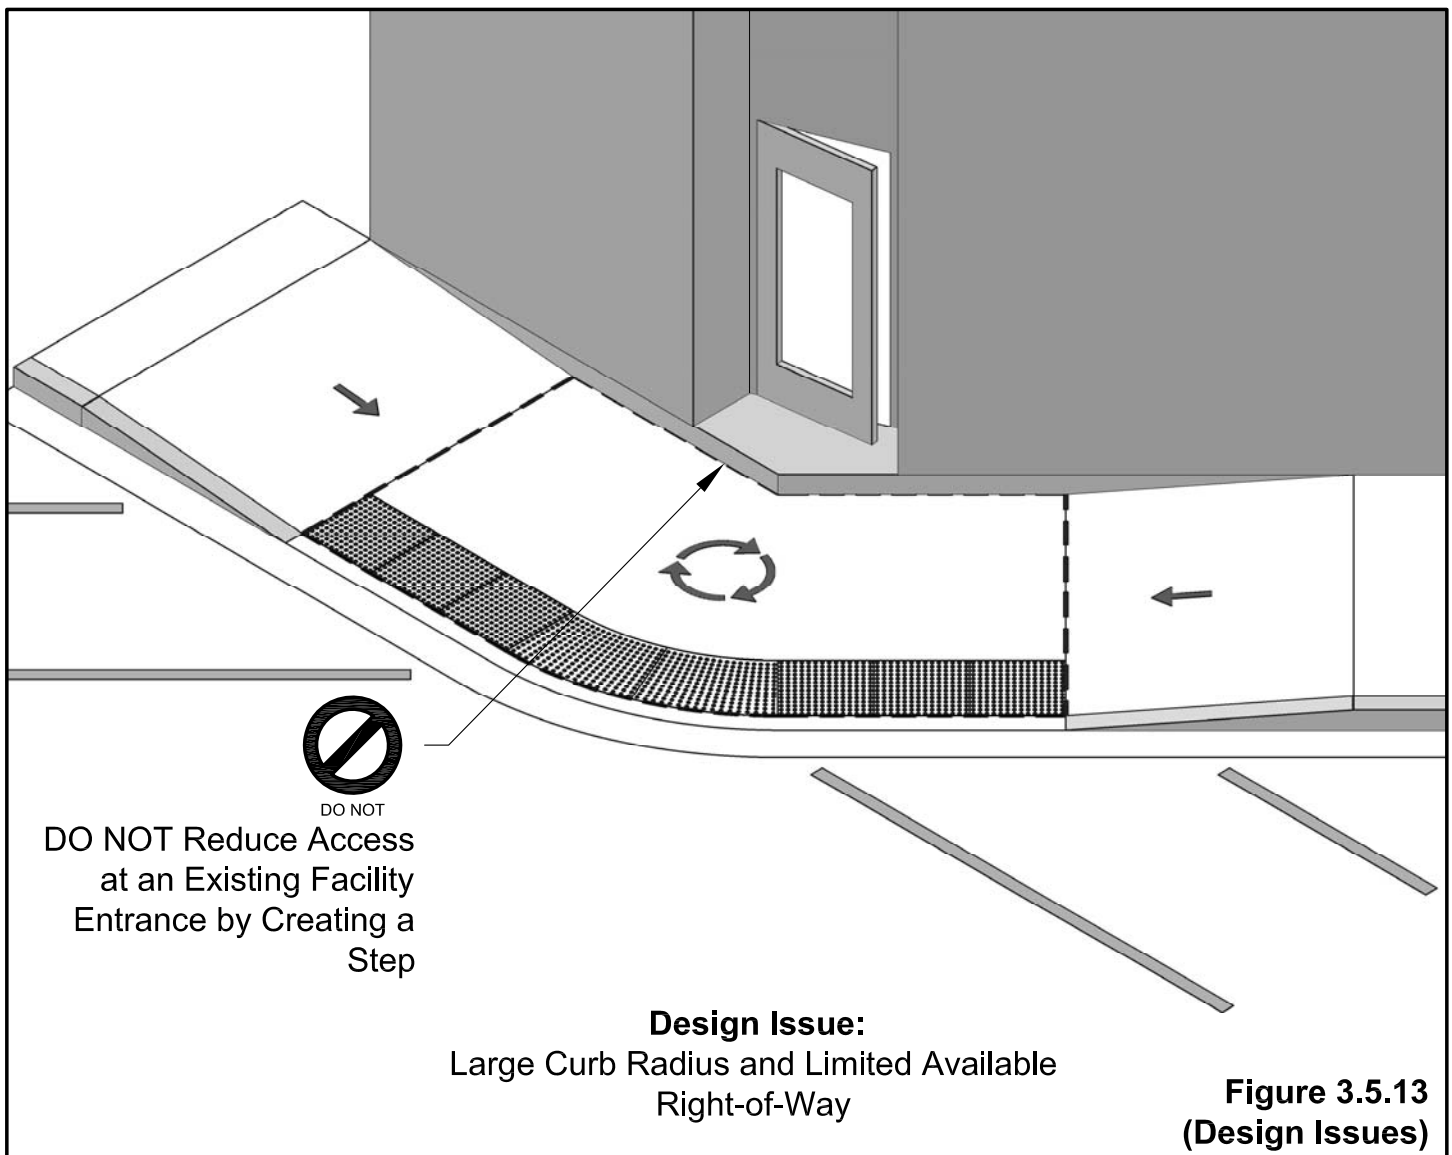 DO NOT
DO NOT Reduce Access
at an Existing Facility
Entrance by Creating a
Step
Design Issue:
Large Curb Radius and Limited Available
Right-of-Way
Figure 3.5.13
(Design Issues)